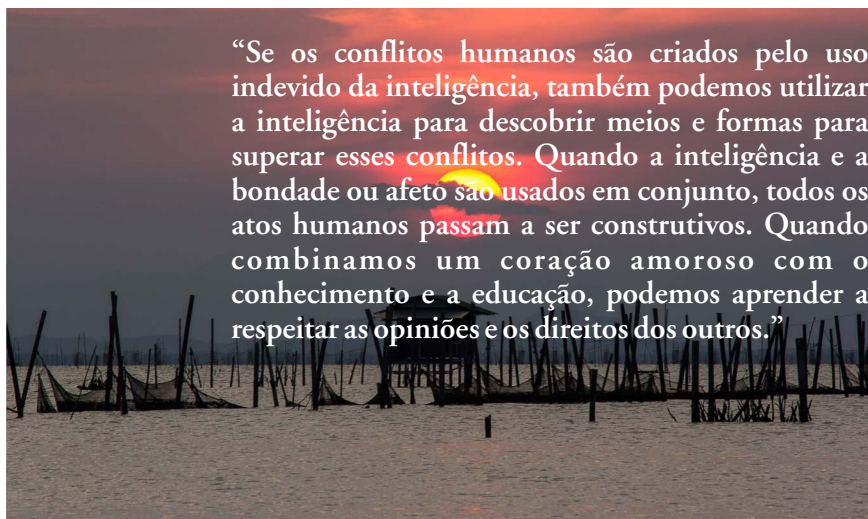 “Se os conflitos humanos são criados pelo uso
indevido da inteligência, também podemos utilizar
a inteligência para descobrir meios e formas para
superar esses conflitos. Quando a inteligência e a
bondade ou afeto são usados em conjunto, todos os
atos humanos passam a ser construtivos. Quando
combinamos um coração amoroso com o
conhecimento e a educação, podemos aprender a
respeitar as opiniões e os direitos dos outros.”